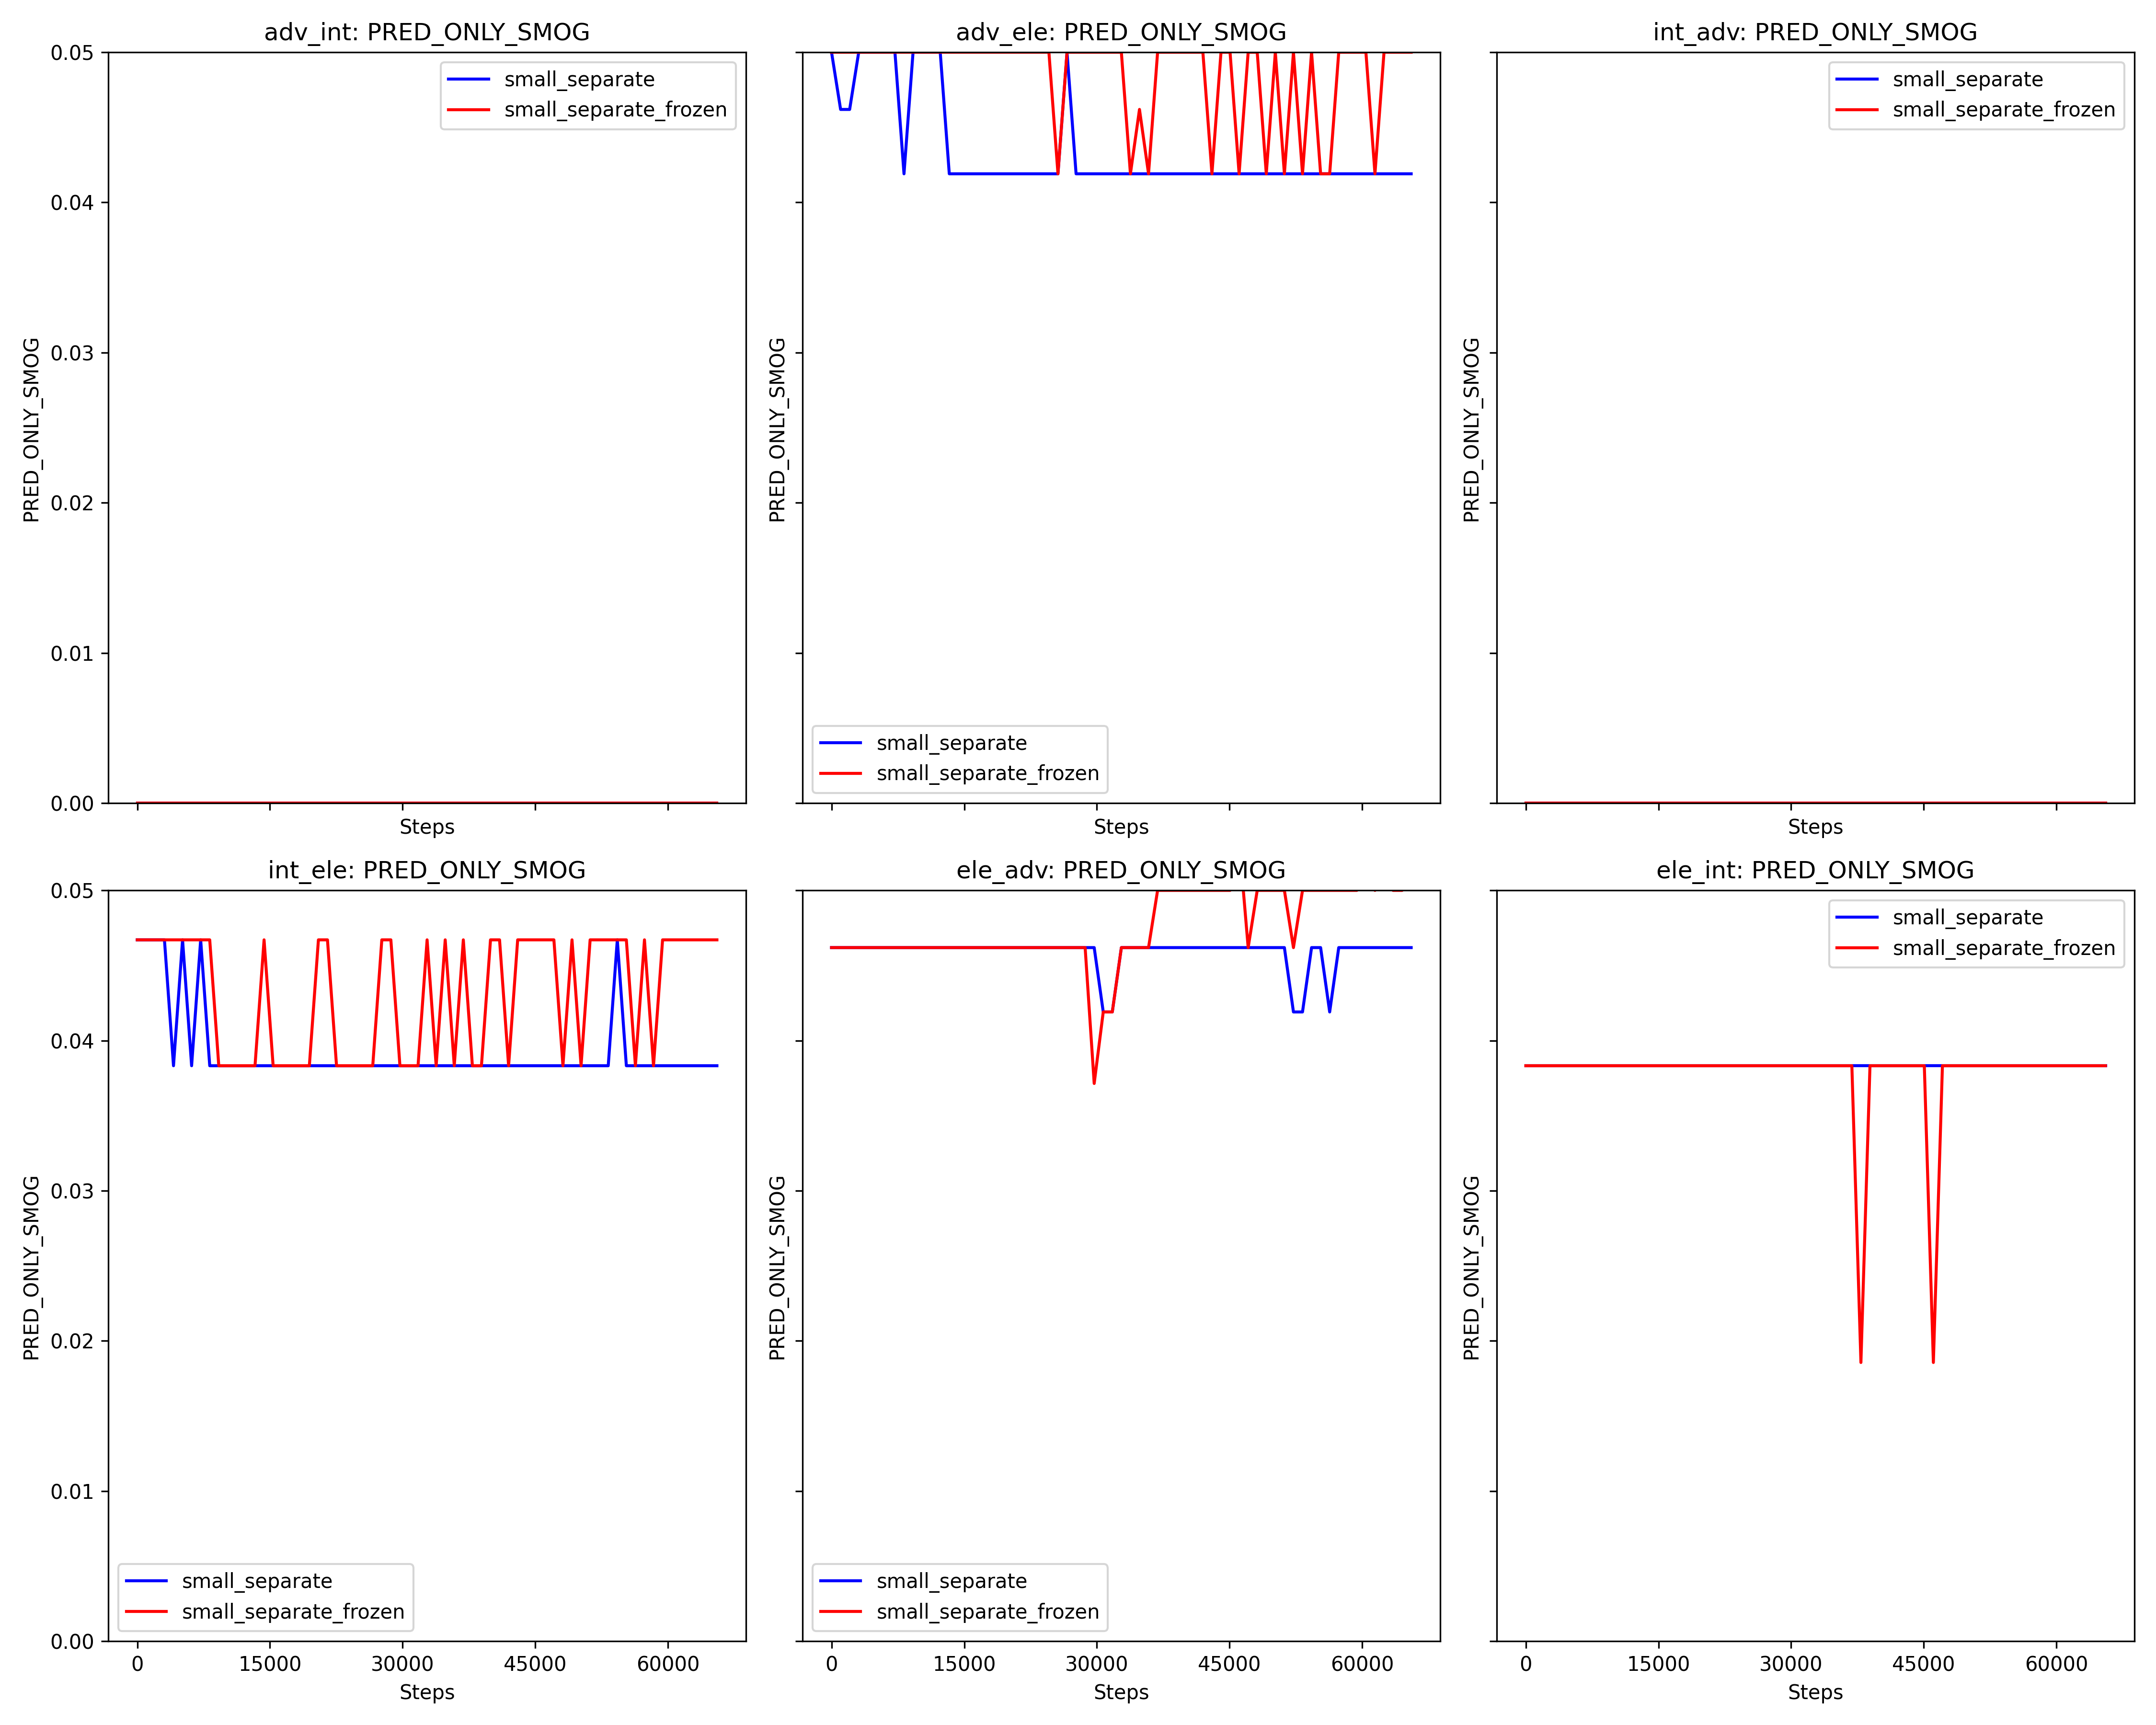 adv_int: PRED_ONLY_SMOG
adv_ele: PRED_ONLY_SMOG
int_adv: PRED_ONLY_SMOG
0.05
0.04
0.03
0.02
0.01
0.00
PRED_ONLY_SMOG
small_separate
small_separate_frozen
Steps
PRED_ONLY_SMOG
small_separate
small_separate_frozen
Steps
PRED_ONLY_SMOG
small_separate
small_separate_frozen
Steps
int_ele: PRED_ONLY_SMOG
ele_adv: PRED_ONLY_SMOG
ele_int: PRED_ONLY_SMOG
0.05
0.04
0.03
0.02
0.01
0.00
PRED_ONLY_SMOG
small_separate
small_separate_frozen
0 15000 30000 45000 60000
Steps
PRED_ONLY_SMOG
small_separate
small_separate_frozen
0 15000 30000 45000 60000
Steps
PRED_ONLY_SMOG
small_separate
small_separate_frozen
0 15000 30000 45000 60000
Steps